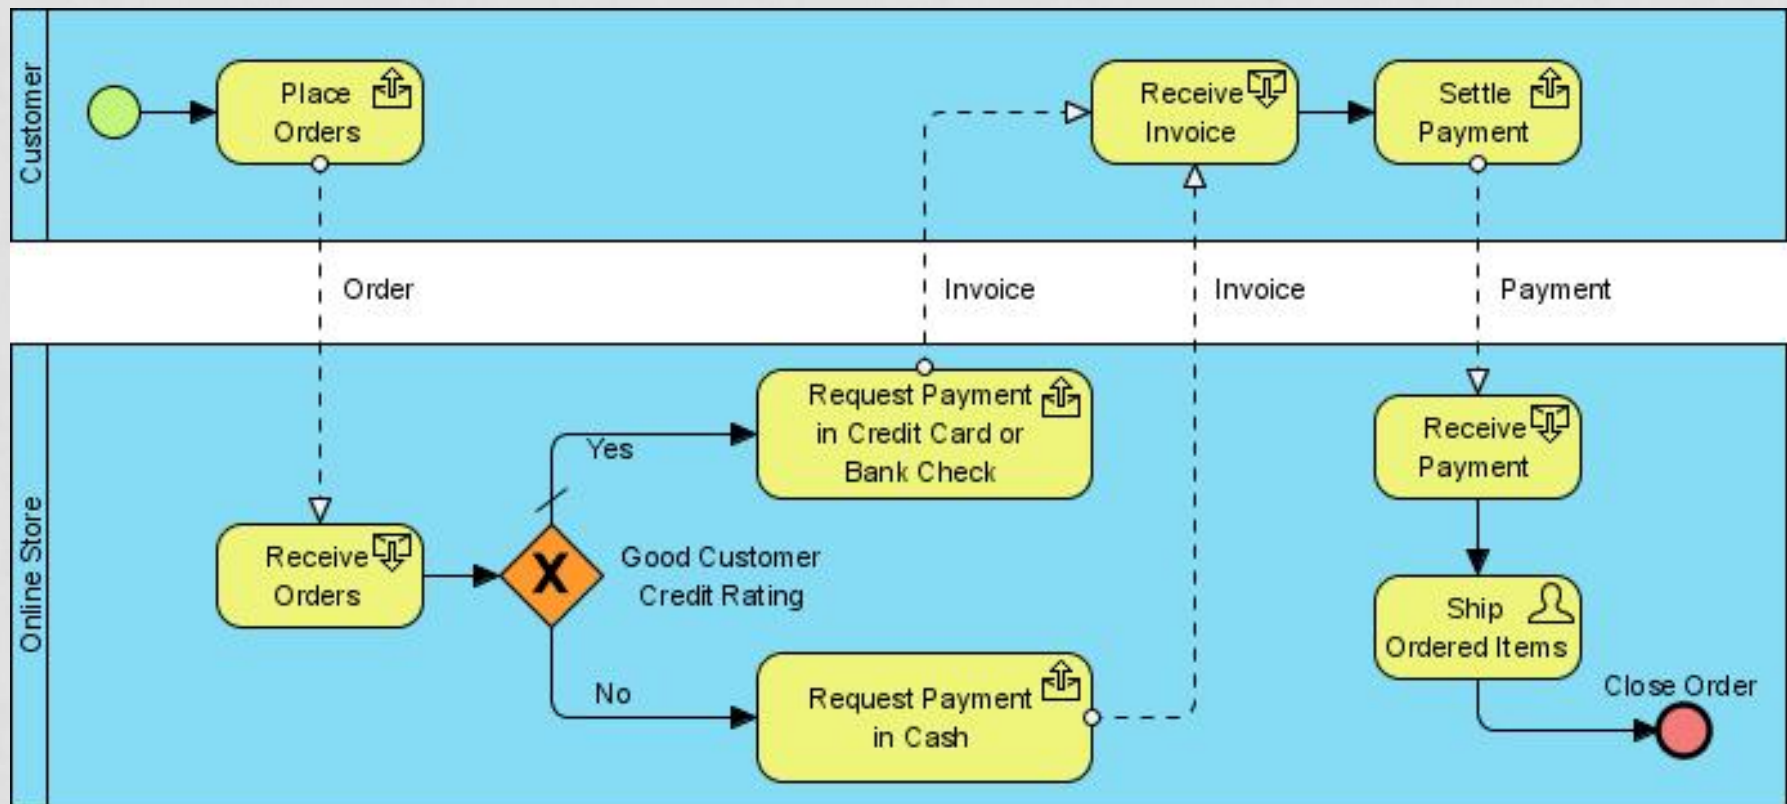 Customer
Place
Orders
Receive
Invoice
Settle
Payment
Order
Invoice
Invoice
Payment
Online Store
Request Payment
in Credit Card or
Bank Check
Yes
Receive
Payment
Receive
Orders
X
Good Customer
Credit Rating
Ship
Ordered Items
No
Request Payment
in Cash
Close Order